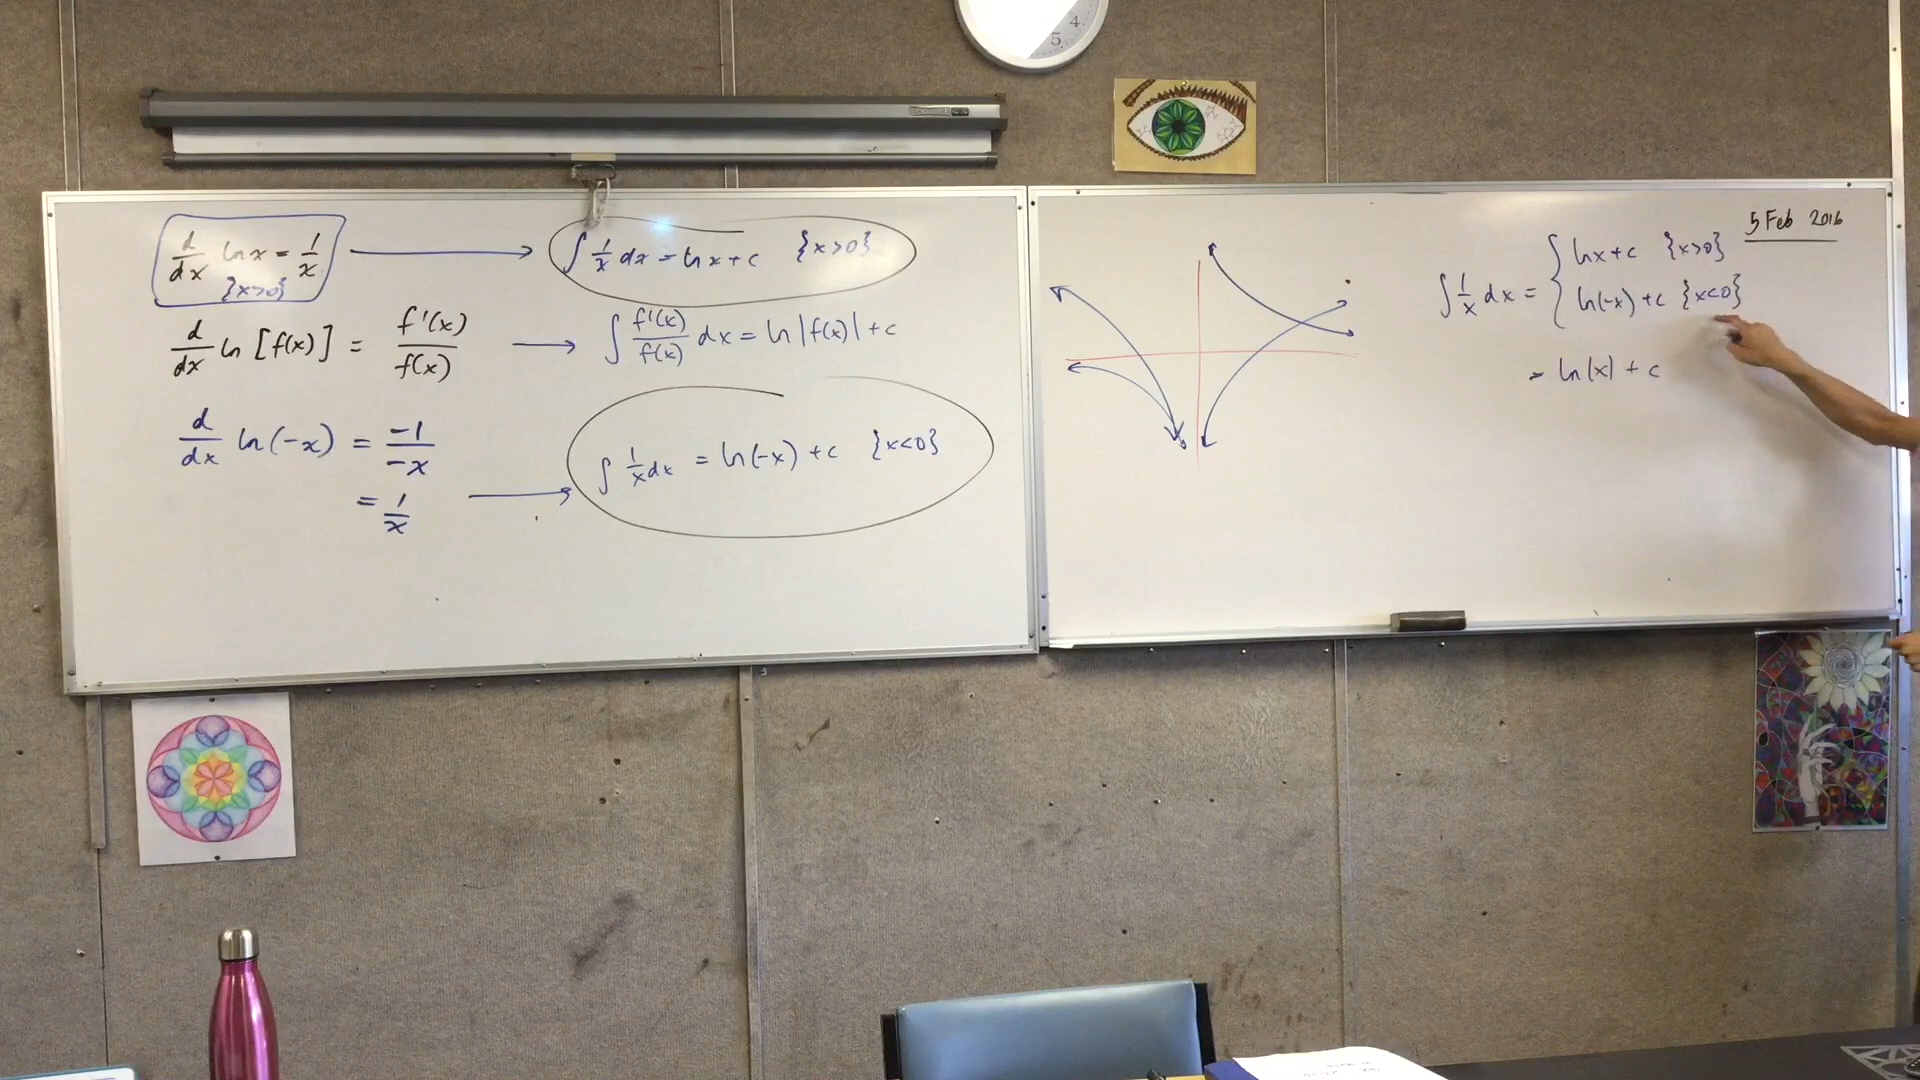 d/dx ln x = 1/x {x>0}
∫ 1/x dx = ln x + c {x>0}
d/dx ln [f(x)] = f'(x)/f(x)
∫ f'(x)/f(x) dx = ln |f(x)| + c
d/dx ln(-x) = -1/-x
= 1/x
∫ 1/x dx = ln(-x) + c {x<0}
5 Feb 2016
∫ 1/x dx = { ln x + c {x>0}
ln(-x) + c {x<0}
= ln|x| + c
4
5